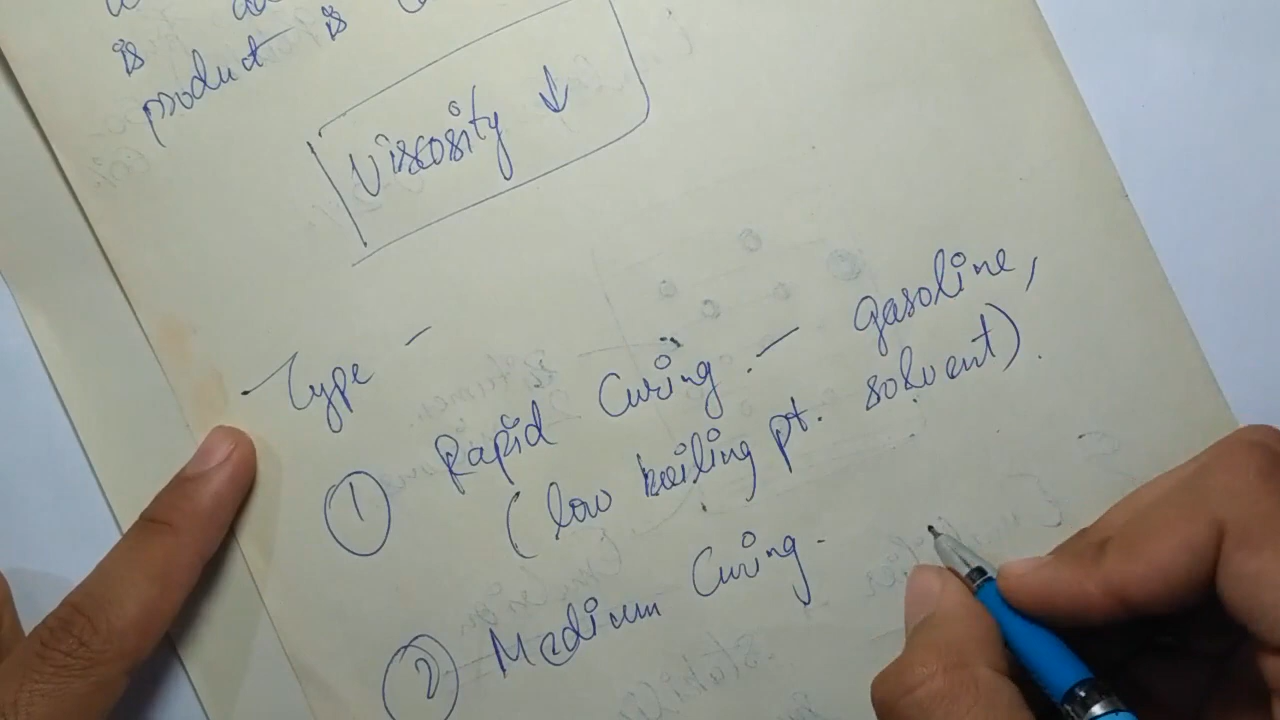 is
product is
Viscosity ↓
Type -
① Rapid Curing - gasoline,
(low boiling pt. solvent).
② Medium Curing -